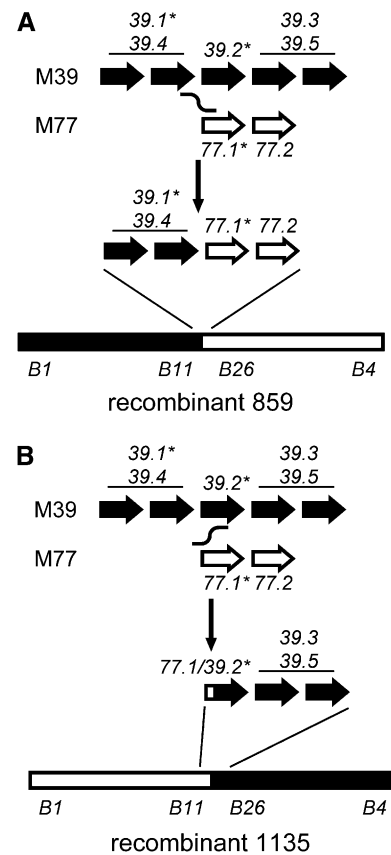 A
39.1* 39.3
39.4 39.2* 39.5
M39
M77
77.1* 77.2
39.1*
39.4 77.1* 77.2
B1 B11 B26 B4
recombinant 859
B
39.1* 39.3
39.4 39.2* 39.5
M39
M77
77.1* 77.2
39.3
77.1/39.2* 39.5
B1 B11 B26 B4
recombinant 1135